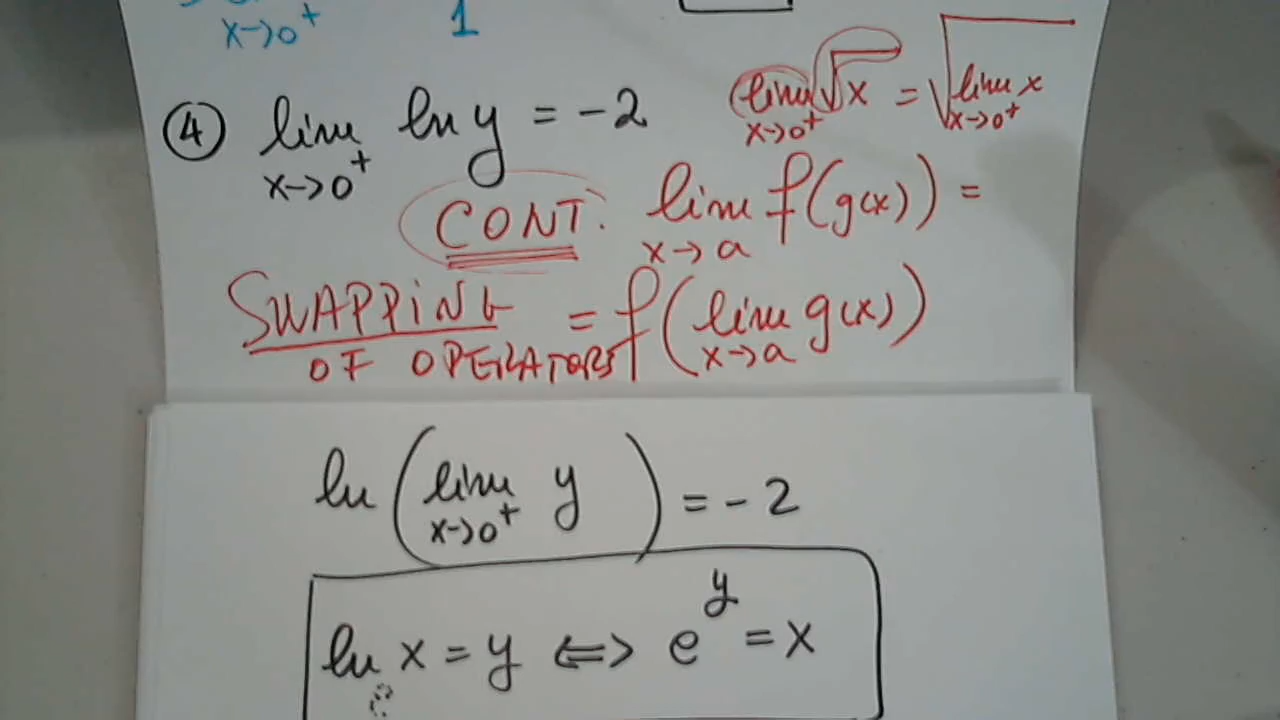 x→0⁺ 1
④ lim ln y = -2
x→0⁺
lim √x = √lim x
x→0⁺ x→0⁺
CONT. lim f(g(x)) =
x→a
SWAPPING = f(lim g(x))
OF OPERATORS x→a
ln(lim y) = -2
x→0⁺
ln x = y ⟺ e^y = x
e